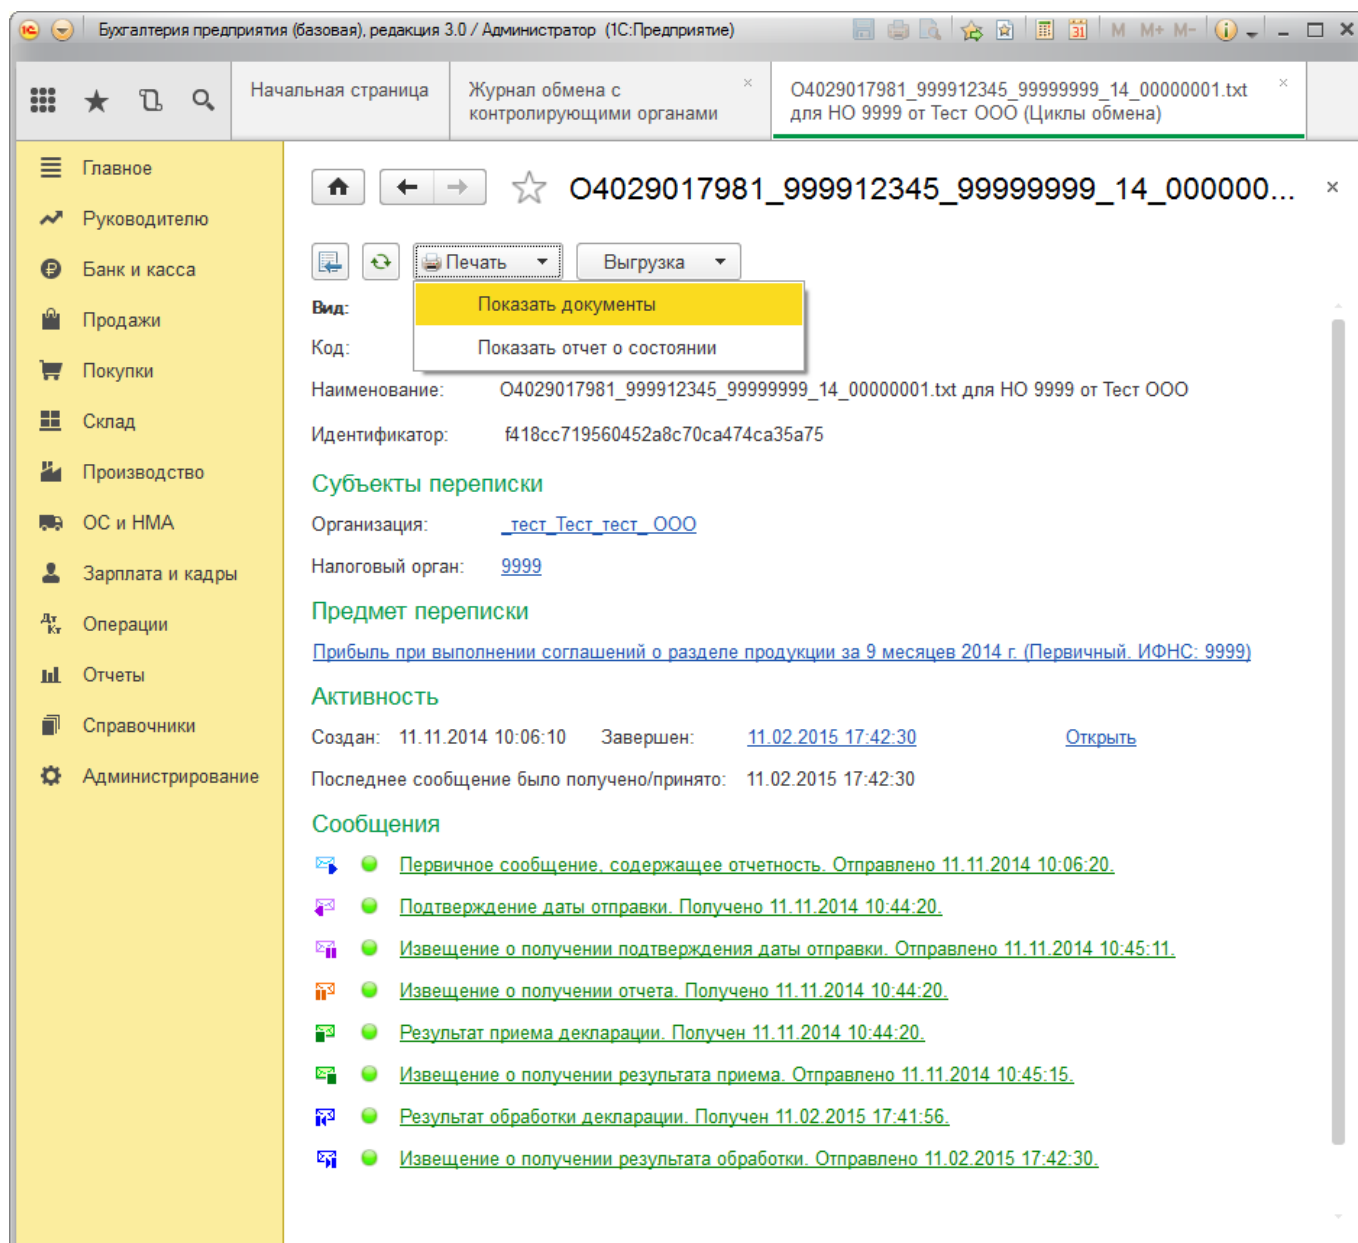 Бухгалтерия предприятия (базовая), редакция 3.0 / Администратор (1С:Предприятие)
M M+ M-
Начальная страница
Журнал обмена с
контролирующими органами
O4029017981_999912345_99999999_14_00000001.txt
для НО 9999 от Тест ООО (Циклы обмена)
Главное
Руководителю
Банк и касса
Продажи
Покупки
Склад
Производство
ОС и НМА
Зарплата и кадры
Операции
Отчеты
Справочники
Администрирование
O4029017981_999912345_99999999_14_000000...
Печать
Выгрузка
Показать документы
Показать отчет о состоянии
Вид:
Код:
Наименование: O4029017981_999912345_99999999_14_00000001.txt для НО 9999 от Тест ООО
Идентификатор: f418cc719560452a8c70ca474ca35a75
Субъекты переписки
Организация: _тест_Тест_тест_ ООО
Налоговый орган: 9999
Предмет переписки
Прибыль при выполнении соглашений о разделе продукции за 9 месяцев 2014 г. (Первичный. ИФНС: 9999)
Активность
Создан: 11.11.2014 10:06:10 Завершен: 11.02.2015 17:42:30 Открыть
Последнее сообщение было получено/принято: 11.02.2015 17:42:30
Сообщения
Первичное сообщение, содержащее отчетность. Отправлено 11.11.2014 10:06:20.
Подтверждение даты отправки. Получено 11.11.2014 10:44:20.
Извещение о получении подтверждения даты отправки. Отправлено 11.11.2014 10:45:11.
Извещение о получении отчета. Получено 11.11.2014 10:44:20.
Результат приема декларации. Получен 11.11.2014 10:44:20.
Извещение о получении результата приема. Отправлено 11.11.2014 10:45:15.
Результат обработки декларации. Получен 11.02.2015 17:41:56.
Извещение о получении результата обработки. Отправлено 11.02.2015 17:42:30.